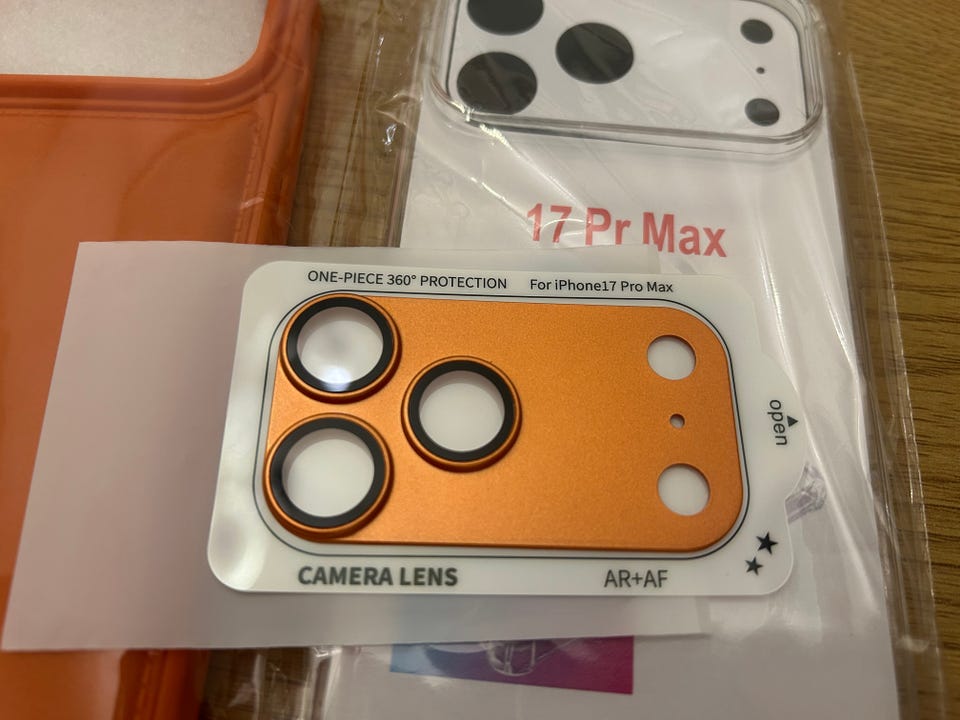 17 Pr Max
ONE-PIECE 360° PROTECTION For iPhone17 Pro Max
open
CAMERA LENS AR+AF